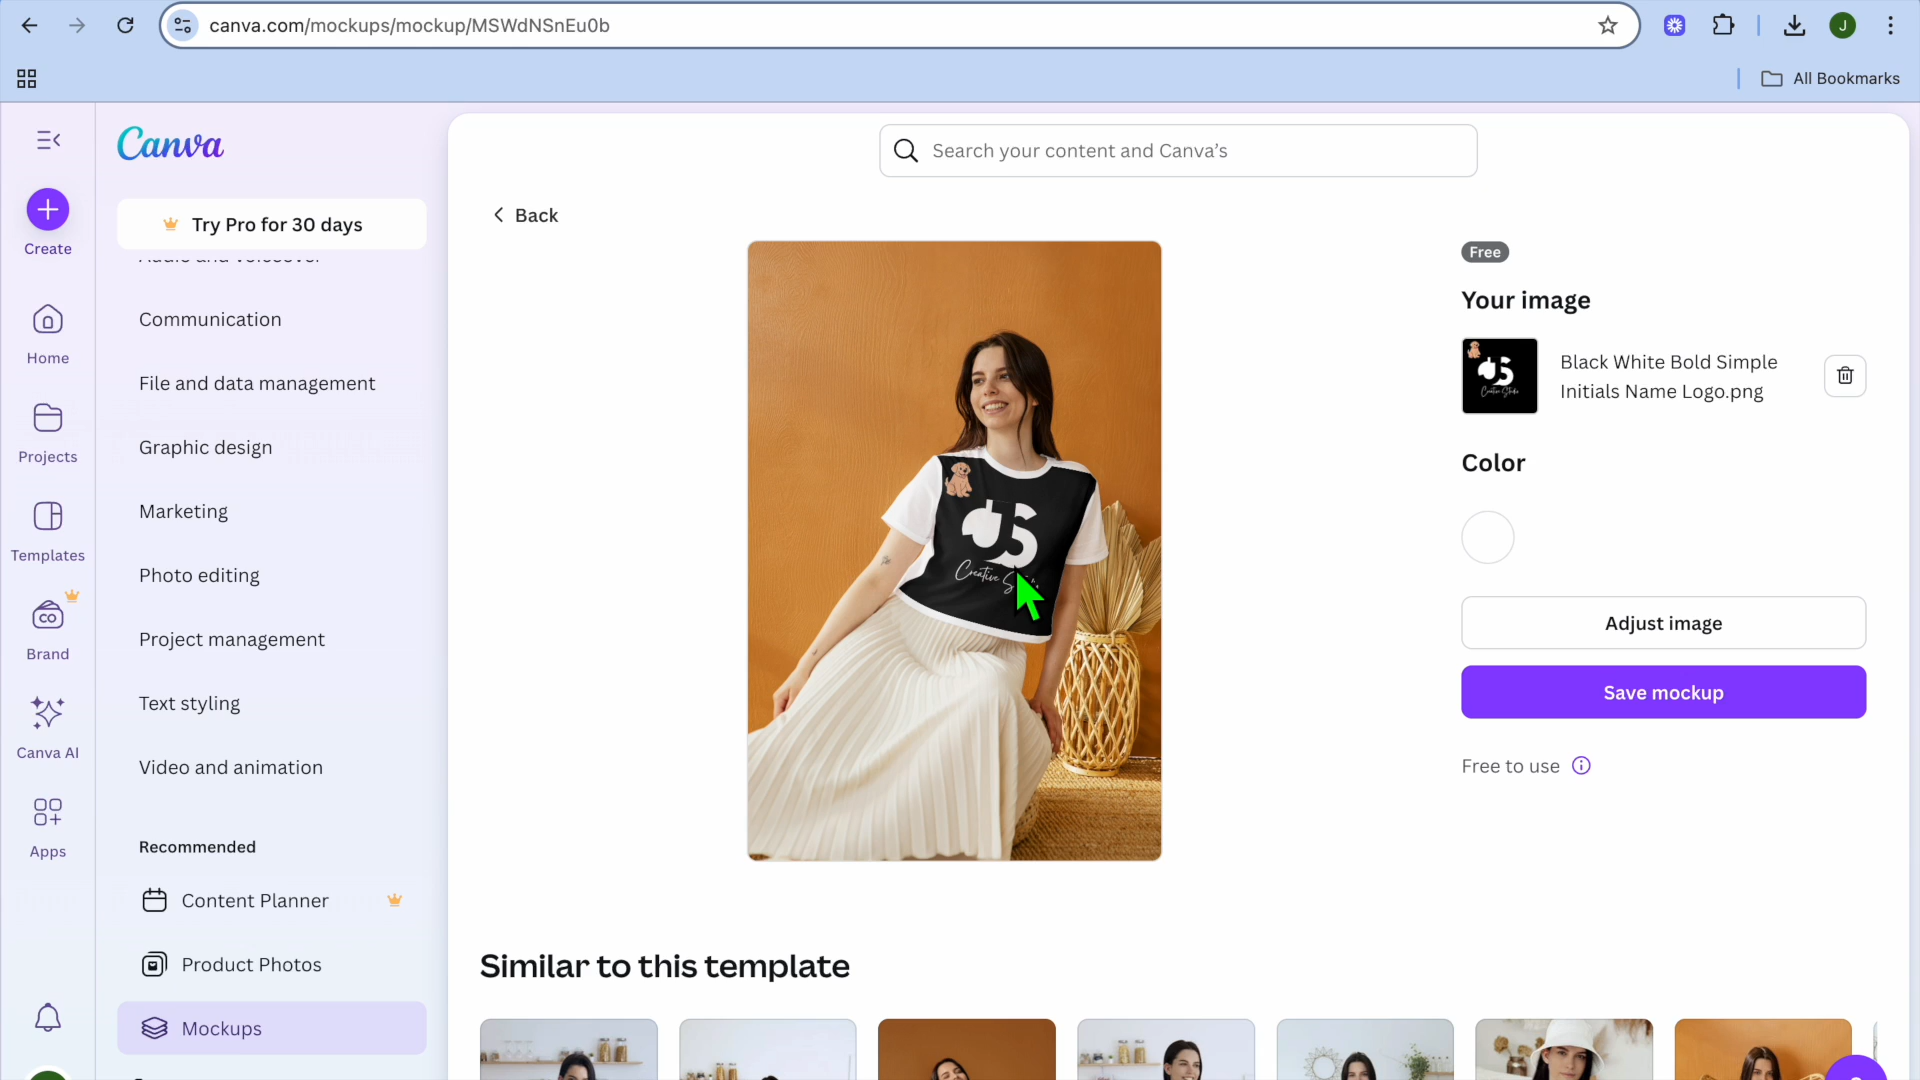 canva.com/mockups/mockup/MSWdNSnEu0b
J
All Bookmarks
Canva
Search your content and Canva's
Create
Try Pro for 30 days
Back
Free
Your image
Black White Bold Simple
Initials Name Logo.png
Communication
Home
File and data management
Projects
Color
Graphic design
Marketing
JS
Creative
Templates
Photo editing
Adjust image
CO
Brand
Project management
Save mockup
Text styling
Canva AI
Video and animation
Free to use
Apps
Recommended
Content Planner
Product Photos
Similar to this template
Mockups